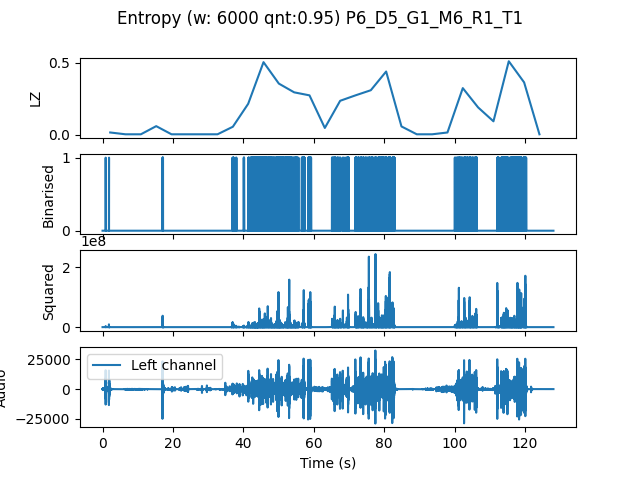 Entropy (w: 6000 qnt:0.95) P6_D5_G1_M6_R1_T1
0.5
0.0
LZ
1
0
Binarised
1e8
2
0
Squared
25000
0
−25000
Audio
Left channel
0 20 40 60 80 100 120
Time (s)